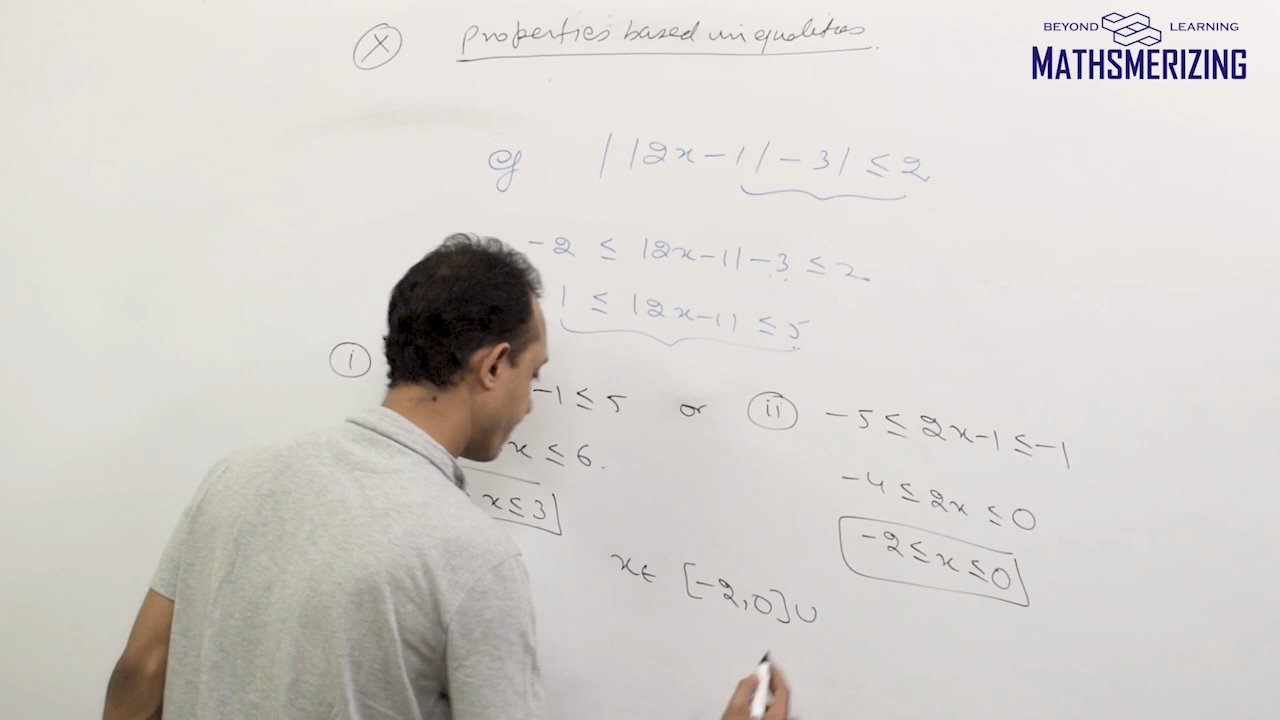 BEYOND LEARNING
MATHSMERIZING
X properties based inequalities
eg | |2x-1| - 3| ≤ 2
-2 ≤ |2x-1| - 3 ≤ 2
1 ≤ |2x-1| ≤ 5
i -1 ≤ 5 or ii -5 ≤ 2x-1 ≤ -1
x ≤ 6. -4 ≤ 2x ≤ 0
x ≤ 3 -2 ≤ x ≤ 0
x ∈ [-2,0] ∪